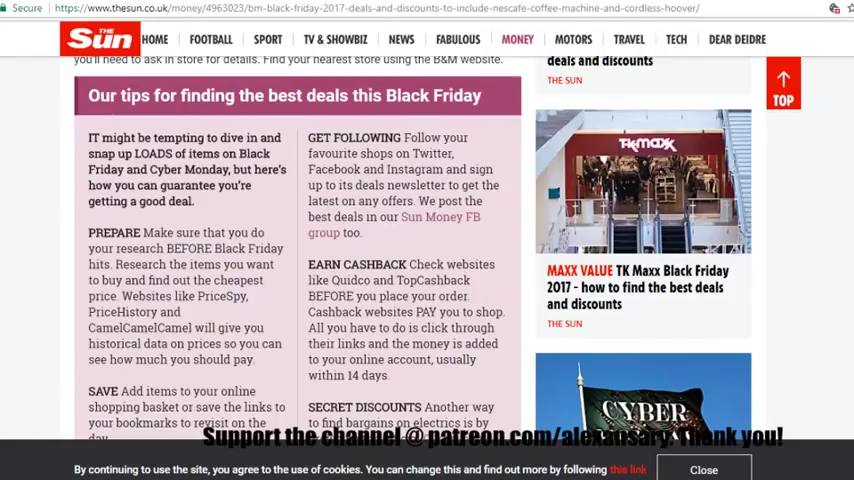 Secure https://www.thesun.co.uk/money/4963023/bm-black-friday-2017-deals-and-discounts-to-include-nescafe-coffee-machine-and-cordless-hoover/
THE Sun HOME FOOTBALL SPORT TV & SHOWBIZ NEWS FABULOUS MONEY MOTORS TRAVEL TECH DEAR DEIDRE
you'll need to ask in store for details. Find your nearest store using the B&M website.
Our tips for finding the best deals this Black Friday
IT might be tempting to dive in and
snap up LOADS of items on Black
Friday and Cyber Monday, but here's
how you can guarantee you're
getting a good deal.
PREPARE Make sure that you do
your research BEFORE Black Friday
hits. Research the items you want
to buy and find out the cheapest
price. Websites like PriceSpy,
PriceHistory and
CamelCamelCamel will give you
historical data on prices so you can
see how much you should pay.
SAVE Add items to your online
shopping basket or save the links to
your bookmarks to revisit on the
day.
GET FOLLOWING Follow your
favourite shops on Twitter,
Facebook and Instagram and sign
up to its deals newsletter to get the
latest on any offers. We post the
best deals in our Sun Money FB
group too.
EARN CASHBACK Check websites
like Quidco and TopCashback
BEFORE you place your order.
Cashback websites PAY you to shop.
All you have to do is click through
their links and the money is added
to your online account, usually
within 14 days.
SECRET DISCOUNTS Another way
to find bargains on electrics is by
deals and discounts
THE SUN
TOP
TK maxx
MAXX VALUE TK Maxx Black Friday
2017 - how to find the best deals
and discounts
THE SUN
CYBER
Support the channel @ patreon.com/alexansary. Thank you!
By continuing to use the site, you agree to the use of cookies. You can change this and find out more by following this link
Close